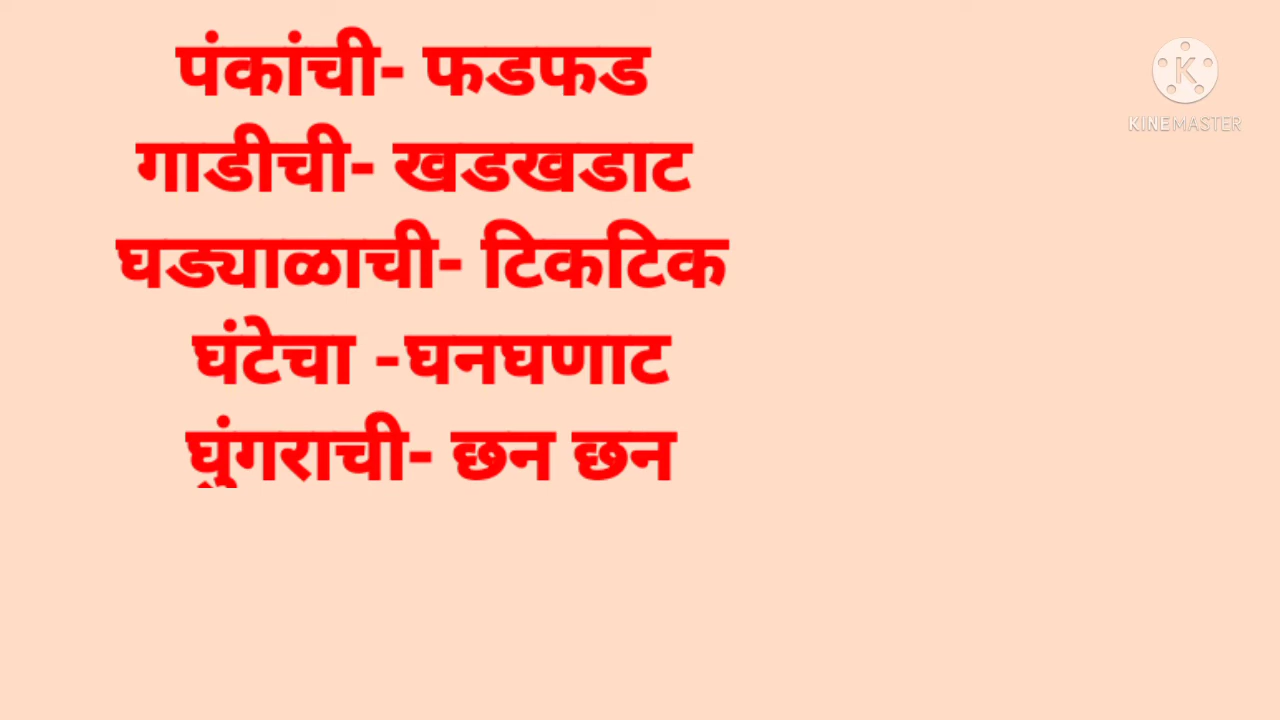 पंकांची- फडफड
गाडीची- खडखडाट
घड्याळाची- टिकटिक
घंटेचा -घनघणाट
घुंगराची- छन छन
K
KINEMASTER